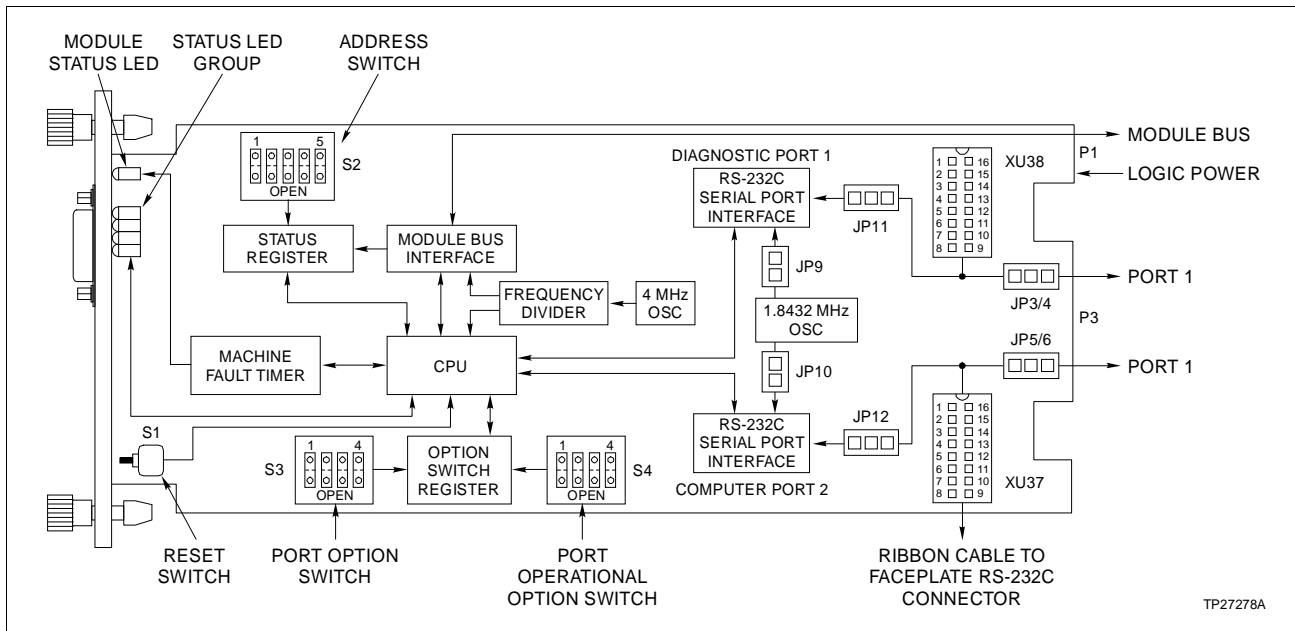 MODULE
STATUS LED
STATUS LED
GROUP
ADDRESS
SWITCH
1 5
OPEN
S2
STATUS
REGISTER
MODULE BUS
INTERFACE
FREQUENCY
DIVIDER
4 MHz
OSC
MACHINE
FAULT TIMER
CPU
S1
S3
1 4
OPEN
OPTION
SWITCH
REGISTER
1 4
OPEN
S4
DIAGNOSTIC PORT 1
RS-232C
SERIAL PORT
INTERFACE
JP9
1.8432 MHz
OSC
JP10
RS-232C
SERIAL PORT
INTERFACE
COMPUTER PORT 2
JP11
JP12
XU38
1 16
2 15
3 14
4 13
5 12
6 11
7 10
8 9
JP3/4
JP5/6
1 16
2 15
3 14
4 13
5 12
6 11
7 10
8 9
XU37
P1
P3
MODULE BUS
LOGIC POWER
PORT 1
PORT 1
RESET
SWITCH
PORT OPTION
SWITCH
PORT
OPERATIONAL
OPTION SWITCH
RIBBON CABLE TO
FACEPLATE RS-232C
CONNECTOR
TP27278A